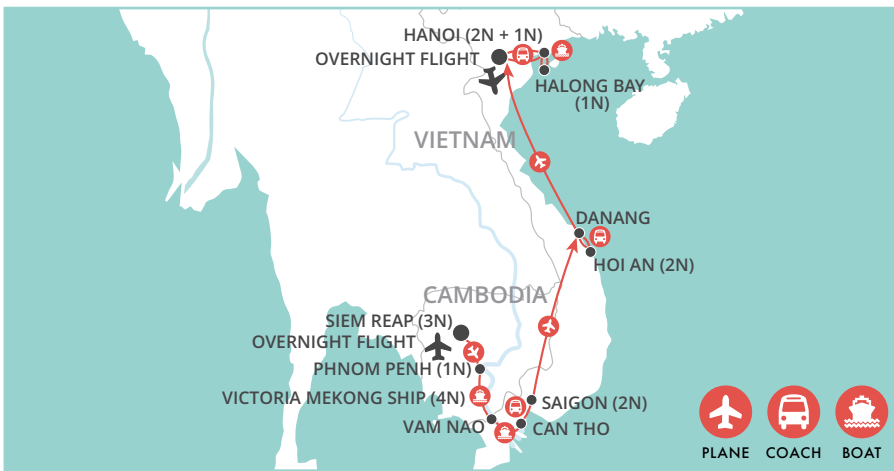 HANOI (2N + 1N)
OVERNIGHT FLIGHT
HALONG BAY
(1N)
VIETNAM
DANANG
HOI AN (2N)
CAMBODIA
SIEM REAP (3N)
OVERNIGHT FLIGHT
PHNOM PENH (1N)
VICTORIA MEKONG SHIP (4N)
SAIGON (2N)
VAM NAO
CAN THO
PLANE COACH BOAT